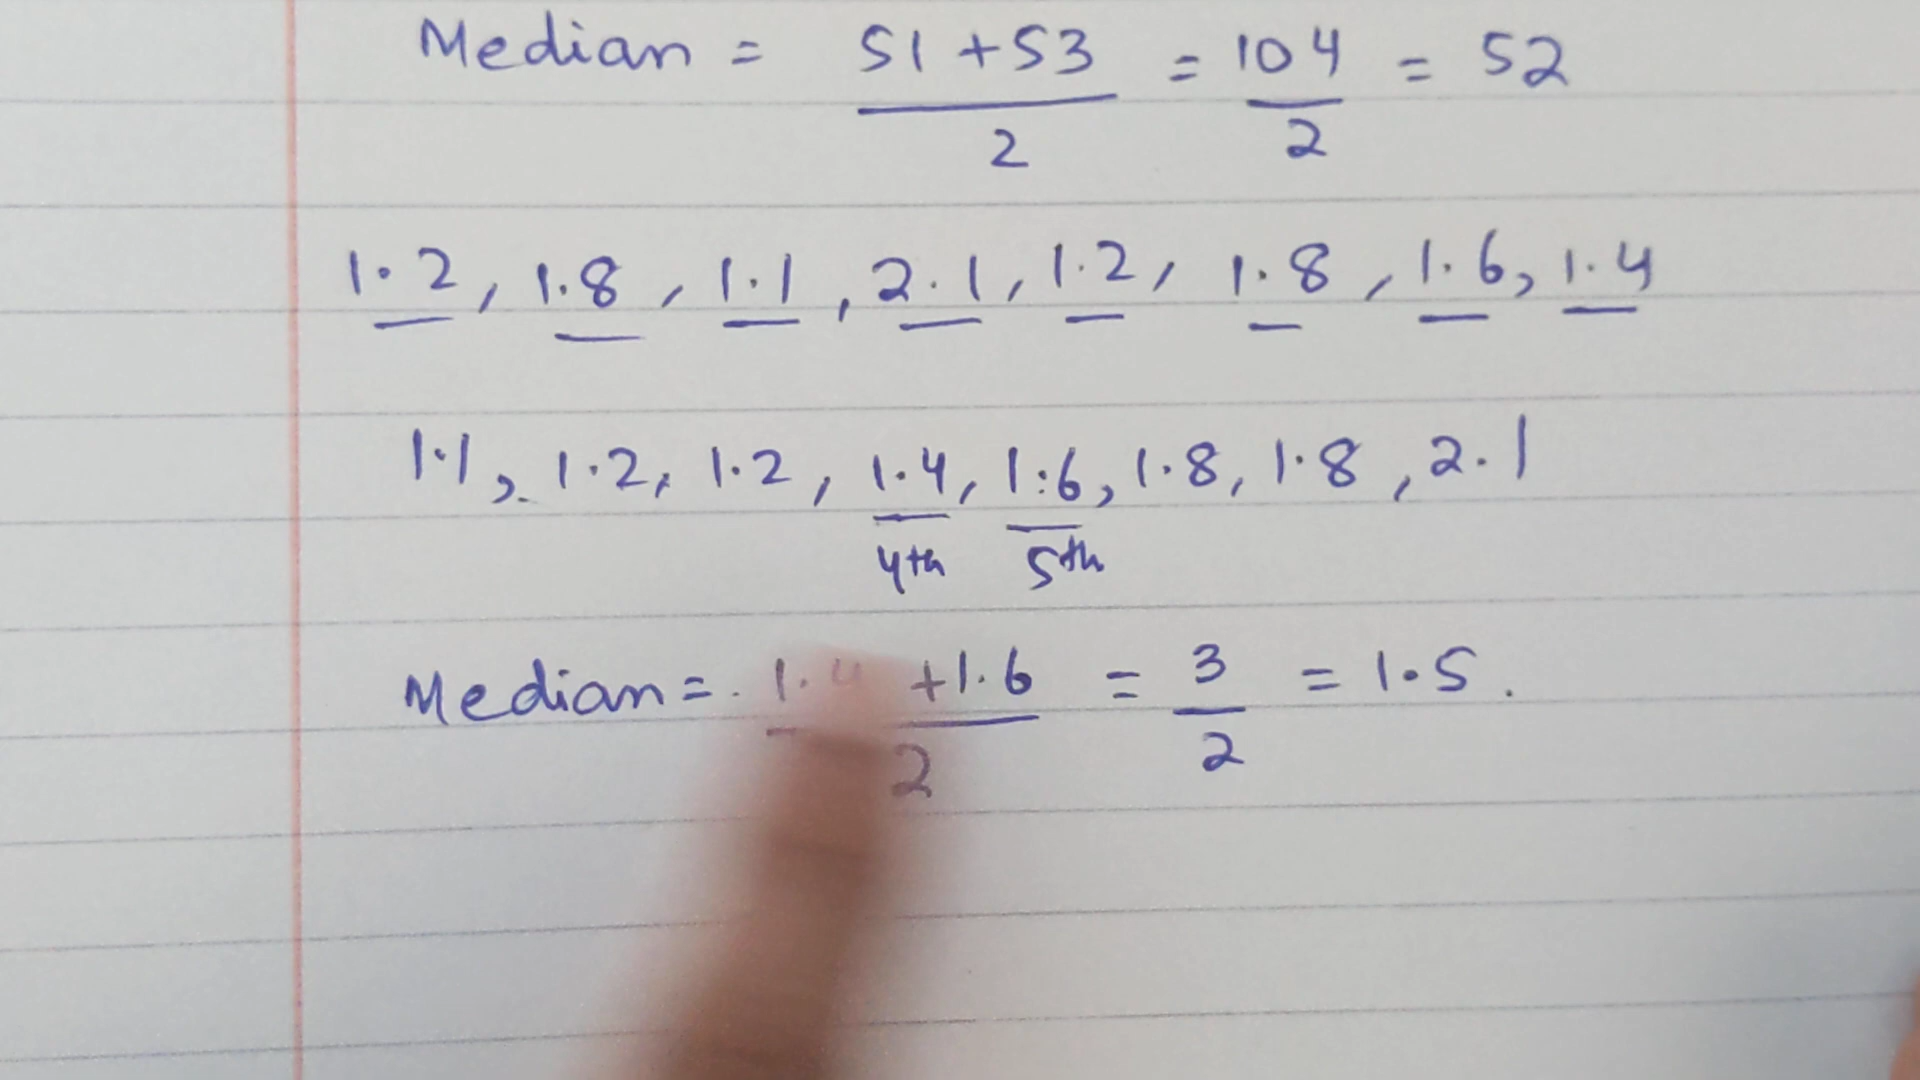 Median = 51 + 53 / 2 = 104 / 2 = 52
1.2, 1.8, 1.1, 2.1, 1.2, 1.8, 1.6, 1.4
1.1, 1.2, 1.2, 1.4, 1.6, 1.8, 1.8, 2.1
4th 5th
Median = 1.4 + 1.6 / 2 = 3 / 2 = 1.5.